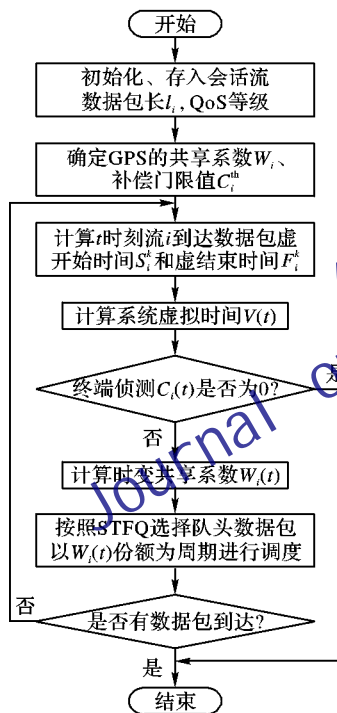 开始
初始化、存入会话流
数据包长l_i,QoS等级
确定GPS的共享系数W_i、
补偿门限值C_i^th
计算t时刻流i到达数据包虚
开始时间S_i^k和虚结束时间F_i^k
计算系统虚拟时间V(t)
终端侦测C_i(t)是否为0?
是
否
计算时变共享系数W_i(t)
按照STFQ选择队头数据包
以W_i(t)份额为周期进行调度
否
是否有数据包到达?
是
结束
Journal